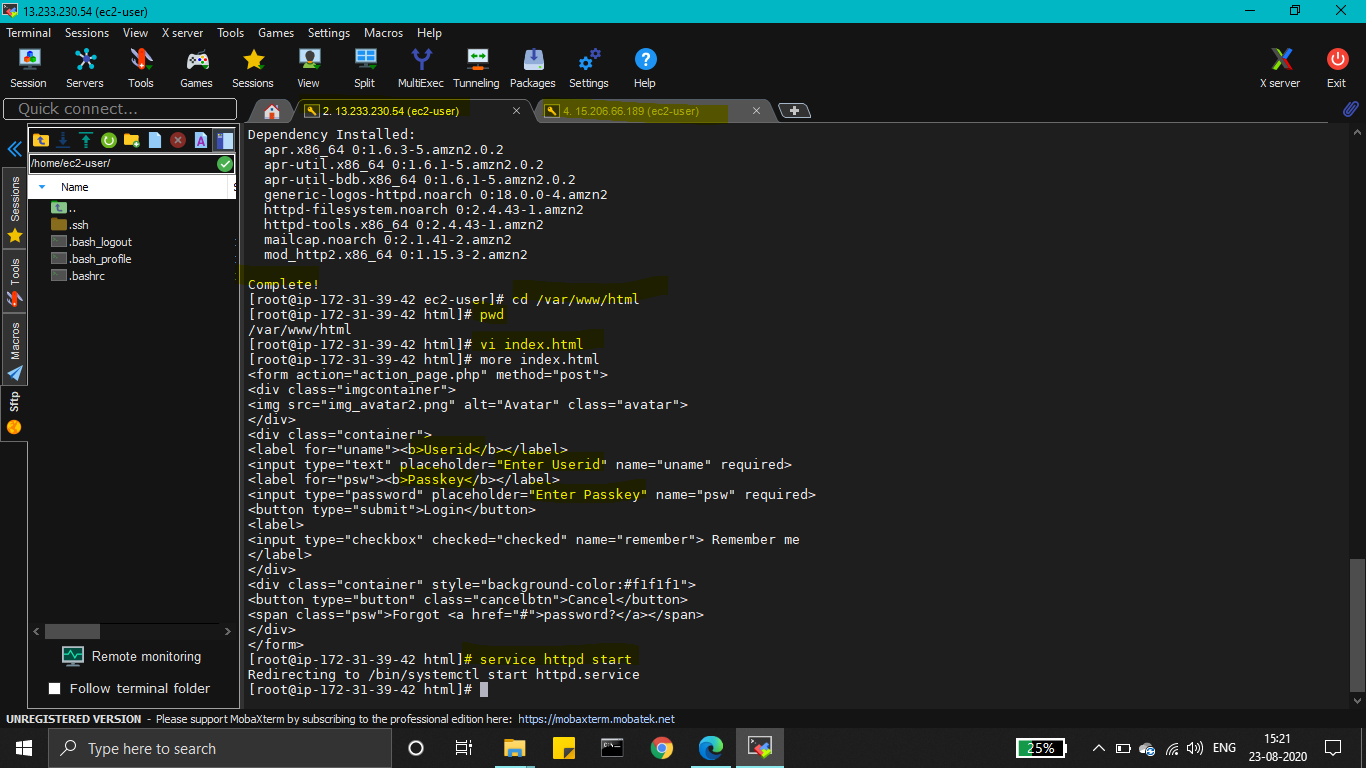 13.233.230.54 (ec2-user)
Terminal Sessions View X server Tools Games Settings Macros Help
Session Servers Tools Games Sessions View Split MultiExec Tunneling Packages Settings Help X server Exit
Quick connect...
2. 13.233.230.54 (ec2-user)
4. 15.206.66.189 (ec2-user)
/home/ec2-user/
Name
..
.ssh
.bash_logout
.bash_profile
.bashrc
Sessions
Tools
Macros
Sftp
Remote monitoring
Follow terminal folder
Dependency Installed:
apr.x86_64 0:1.6.3-5.amzn2.0.2
apr-util.x86_64 0:1.6.1-5.amzn2.0.2
apr-util-bdb.x86_64 0:1.6.1-5.amzn2.0.2
generic-logos-httpd.noarch 0:18.0.0-4.amzn2
httpd-filesystem.noarch 0:2.4.43-1.amzn2
httpd-tools.x86_64 0:2.4.43-1.amzn2
mailcap.noarch 0:2.1.41-2.amzn2
mod_http2.x86_64 0:1.15.3-2.amzn2
Complete!
[root@ip-172-31-39-42 ec2-user]# cd /var/www/html
[root@ip-172-31-39-42 html]# pwd
/var/www/html
[root@ip-172-31-39-42 html]# vi index.html
[root@ip-172-31-39-42 html]# more index.html
<form action="action_page.php" method="post">
<div class="imgcontainer">
<img src="img_avatar2.png" alt="Avatar" class="avatar">
</div>
<div class="container">
<label for="uname"><b>Userid</b></label>
<input type="text" placeholder="Enter Userid" name="uname" required>
<label for="psw"><b>Passkey</b></label>
<input type="password" placeholder="Enter Passkey" name="psw" required>
<button type="submit">Login</button>
<label>
<input type="checkbox" checked="checked" name="remember"> Remember me
</label>
</div>
<div class="container" style="background-color:#f1f1f1">
<button type="button" class="cancelbtn">Cancel</button>
<span class="psw">Forgot <a href="#">password?</a></span>
</div>
</form>
[root@ip-172-31-39-42 html]# service httpd start
Redirecting to /bin/systemctl start httpd.service
[root@ip-172-31-39-42 html]#
UNREGISTERED VERSION - Please support MobaXterm by subscribing to the professional edition here: https://mobaxterm.mobatek.net
Type here to search
25%
ENG
15:21
23-08-2020